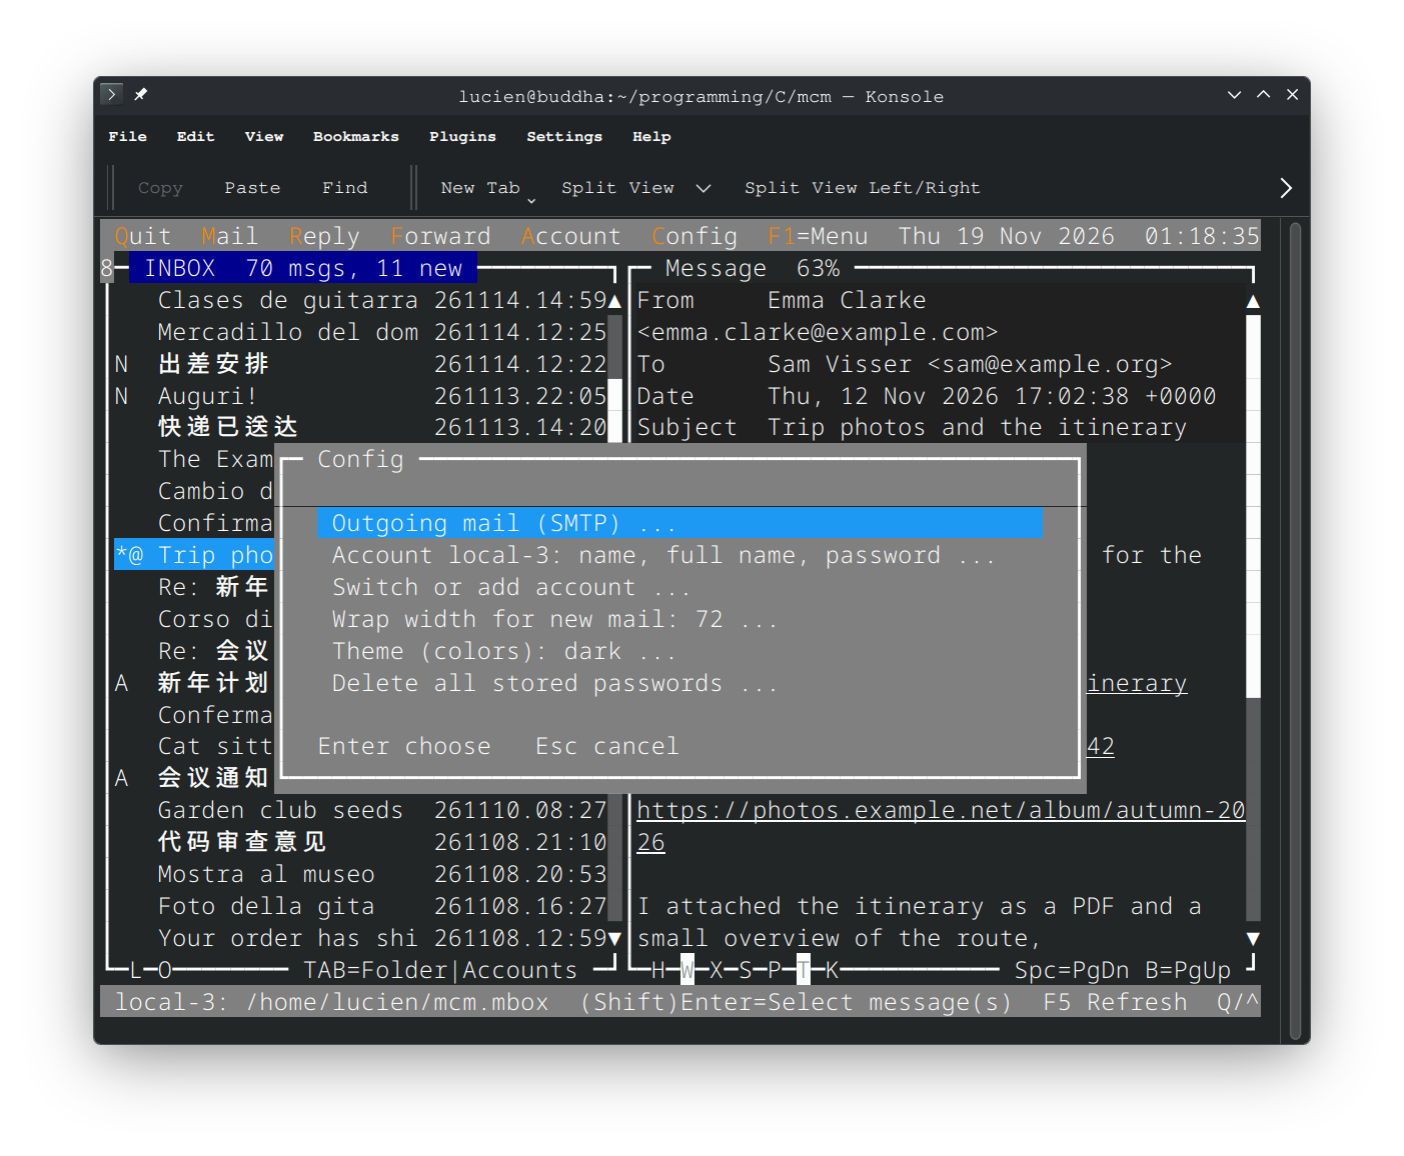 lucien@buddha:~/programming/C/mcm — Konsole
File Edit View Bookmarks Plugins Settings Help
Copy Paste Find New Tab Split View Split View Left/Right
Quit Mail Reply Forward Account Config F1=Menu Thu 19 Nov 2026 01:18:35
8 INBOX 70 msgs, 11 new Message 63%
Clases de guitarra 261114.14:59 From Emma Clarke
Mercadillo del dom 261114.12:25 <emma.clarke@example.com>
N 出差安排 261114.12:22 To Sam Visser <sam@example.org>
N Auguri! 261113.22:05 Date Thu, 12 Nov 2026 17:02:38 +0000
快递已送达 261113.14:20 Subject Trip photos and the itinerary
The Exam Config
Cambio d
Confirma Outgoing mail (SMTP) ...
*@ Trip pho Account local-3: name, full name, password ... for the
Re: 新年 Switch or add account ...
Corso di Wrap width for new mail: 72 ...
Re: 会议 Theme (colors): dark ...
A 新年计划 Delete all stored passwords ... inerary
Conferma
Cat sitt Enter choose Esc cancel 42
A 会议通知
Garden club seeds 261110.08:27 https://photos.example.net/album/autumn-20
代码审查意见 261108.21:10 26
Mostra al museo 261108.20:53
Foto della gita 261108.16:27 I attached the itinerary as a PDF and a
Your order has shi 261108.12:59 small overview of the route,
L O TAB=Folder|Accounts H W X S P T K Spc=PgDn B=PgUp
local-3: /home/lucien/mcm.mbox (Shift)Enter=Select message(s) F5 Refresh Q/^